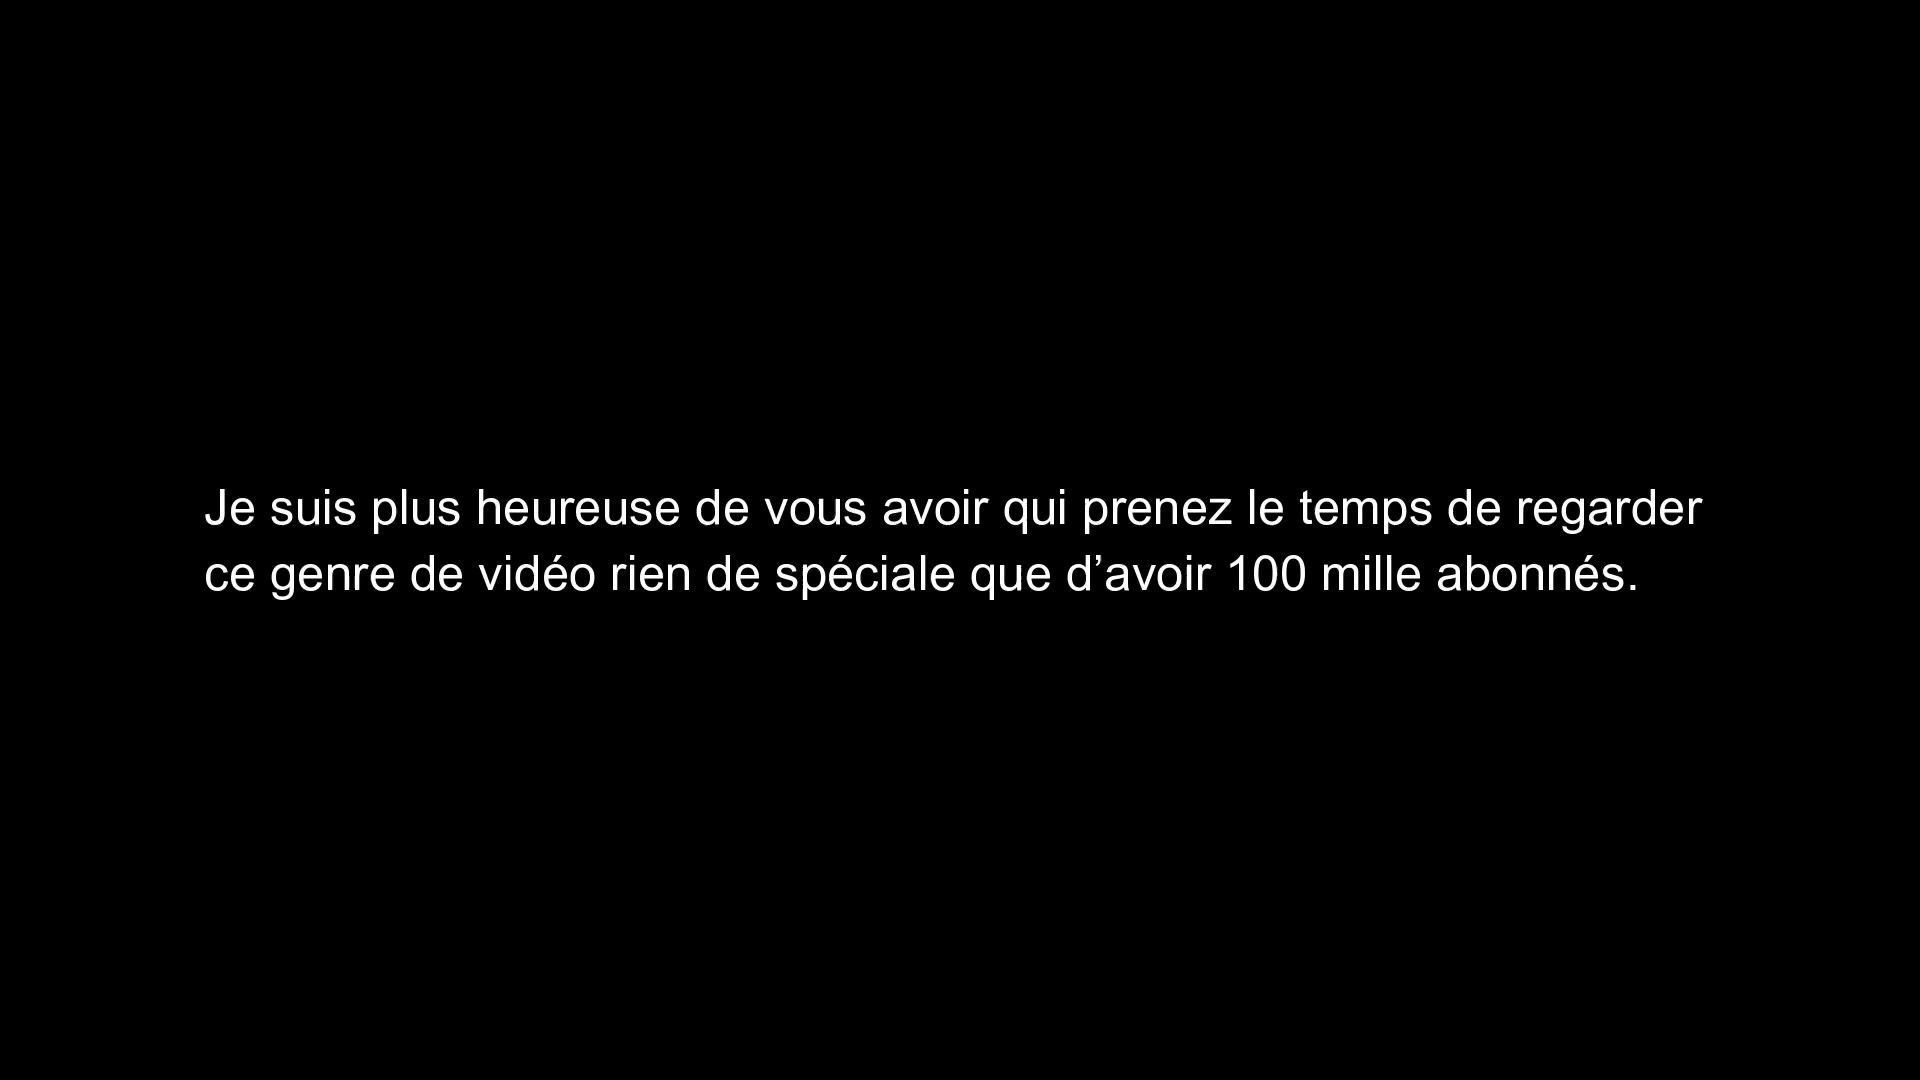 Je suis plus heureuse de vous avoir qui prenez le temps de regarder
ce genre de vidéo rien de spéciale que d’avoir 100 mille abonnés.